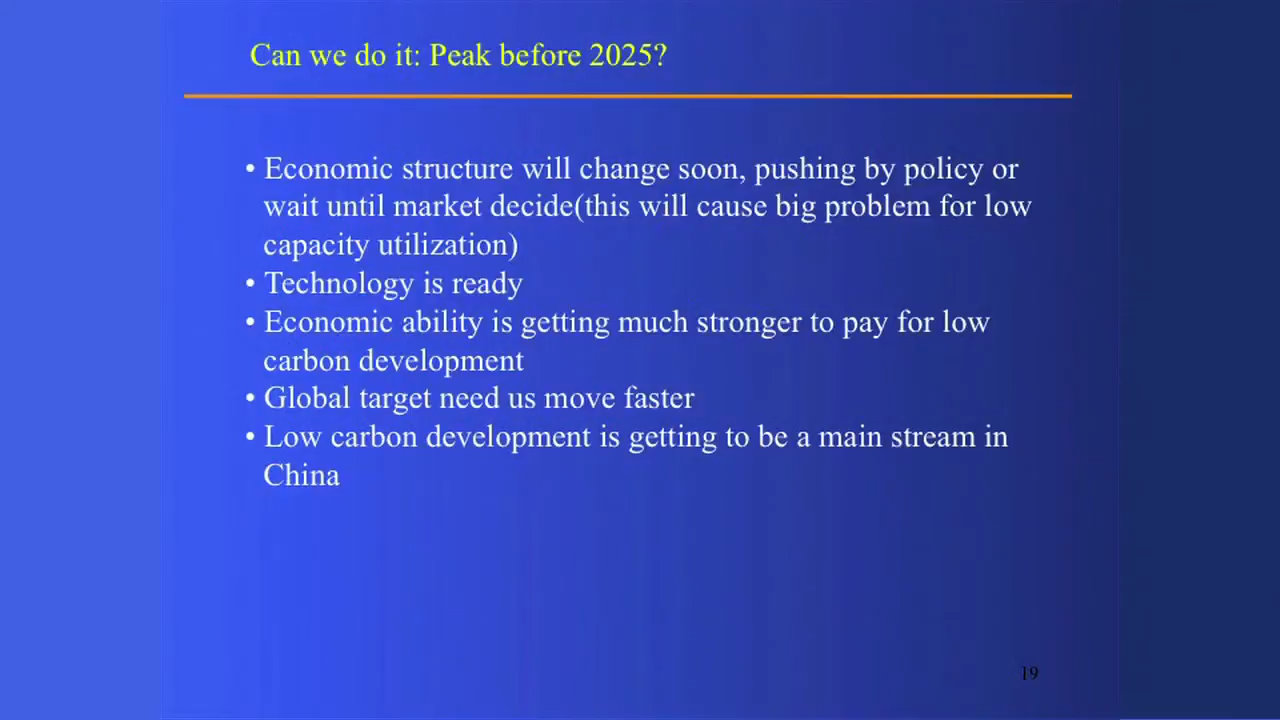 Can we do it: Peak before 2025?
• Economic structure will change soon, pushing by policy or
wait until market decide(this will cause big problem for low
capacity utilization)
• Technology is ready
• Economic ability is getting much stronger to pay for low
carbon development
• Global target need us move faster
• Low carbon development is getting to be a main stream in
China
19